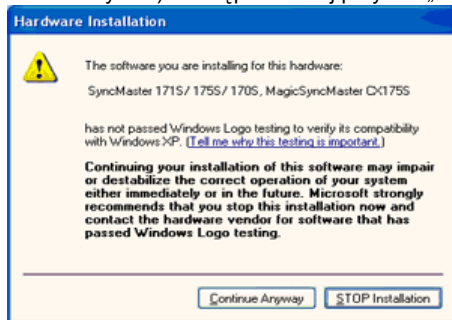 Hardware Installation
The software you are installing for this hardware:
SyncMaster 171S/ 175S/ 170S, MagicSyncMaster CX175S
has not passed Windows Logo testing to verify its compatibility
with Windows XP. (Tell me why this testing is important.)
Continuing your installation of this software may impair
or destabilize the correct operation of your system
either immediately or in the future. Microsoft strongly
recommends that you stop this installation now and
contact the hardware vendor for software that has
passed Windows Logo testing.
Continue Anyway
STOP Installation